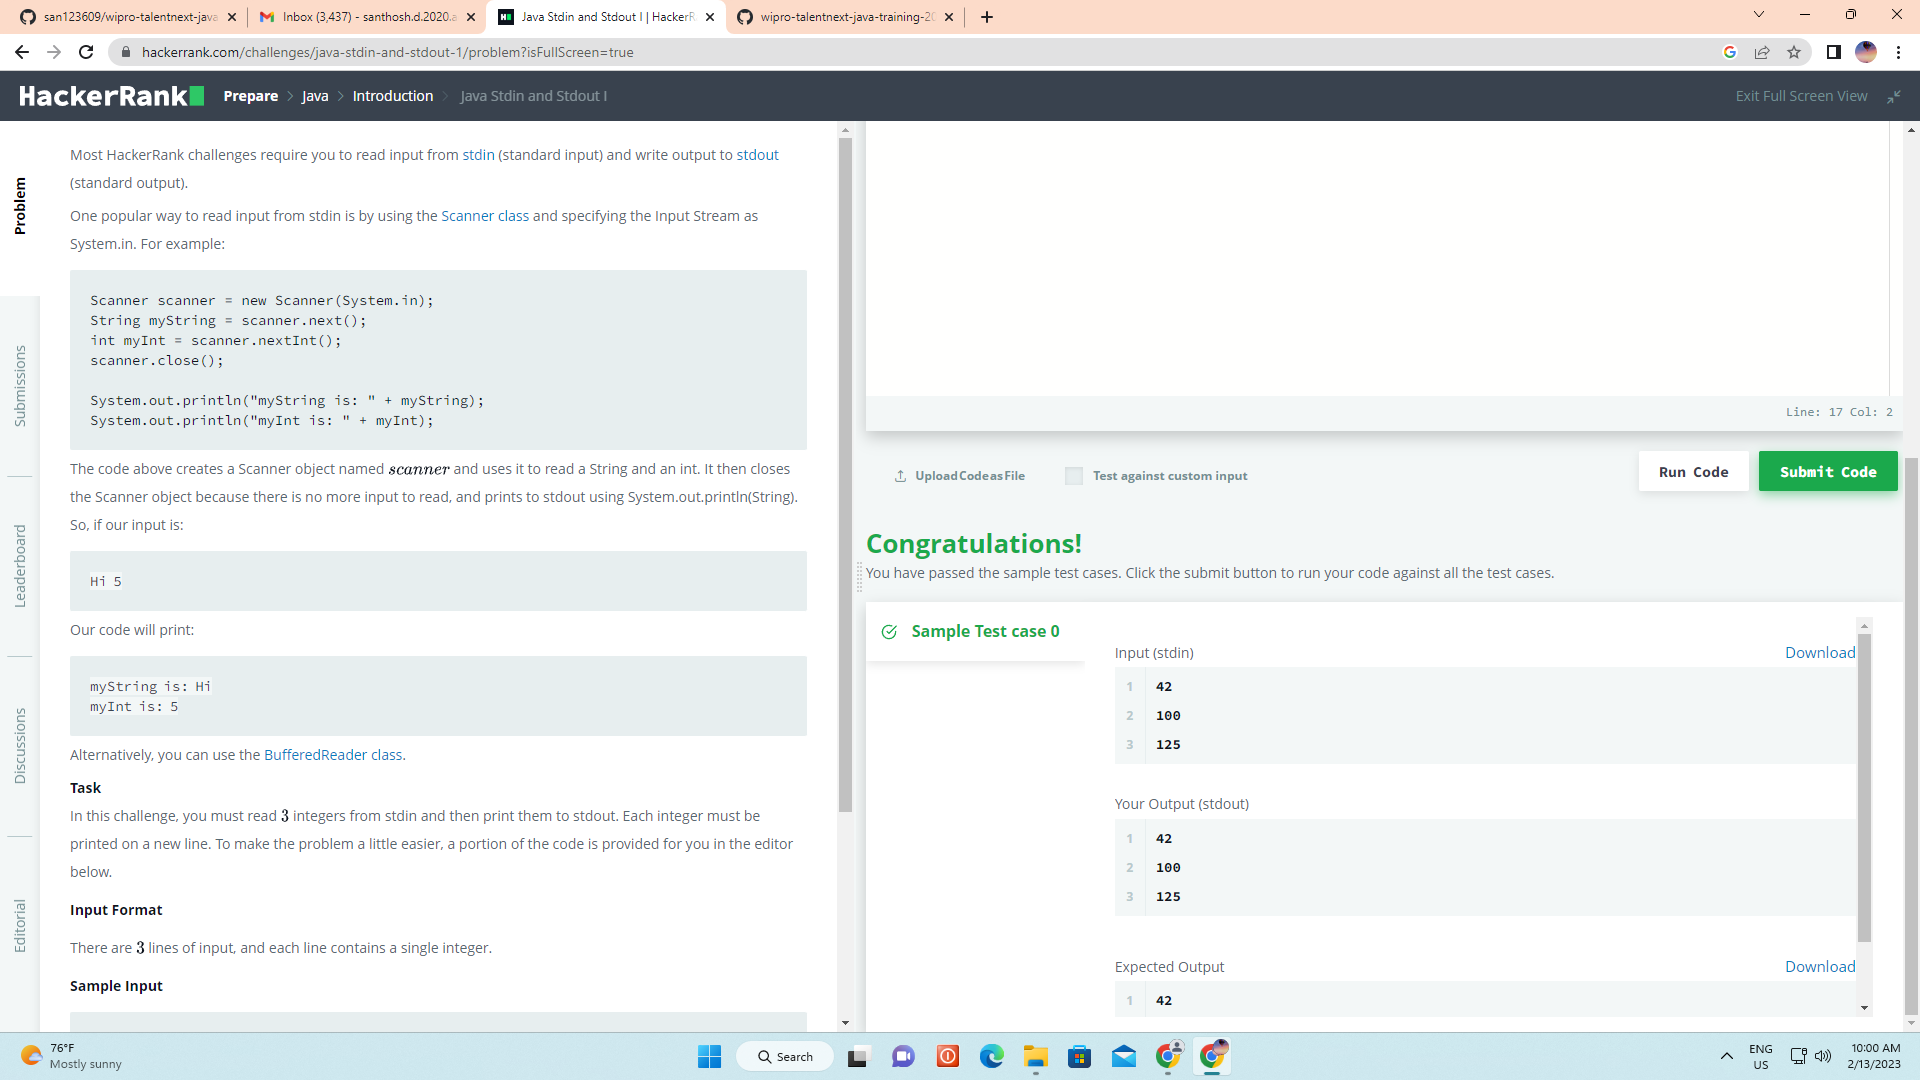 san123609/wipro-talentnext-java
Inbox (3,437) - santhosh.d.2020.a
Java Stdin and Stdout I | HackerR
wipro-talentnext-java-training-20
hackerrank.com/challenges/java-stdin-and-stdout-1/problem?isFullScreen=true
HackerRank
Prepare > Java > Introduction > Java Stdin and Stdout I
Exit Full Screen View
Problem
Submissions
Leaderboard
Discussions
Editorial
Most HackerRank challenges require you to read input from stdin (standard input) and write output to stdout
(standard output).
One popular way to read input from stdin is by using the Scanner class and specifying the Input Stream as
System.in. For example:
Scanner scanner = new Scanner(System.in);
String myString = scanner.next();
int myInt = scanner.nextInt();
scanner.close();
System.out.println("myString is: " + myString);
System.out.println("myInt is: " + myInt);
The code above creates a Scanner object named scanner and uses it to read a String and an int. It then closes
the Scanner object because there is no more input to read, and prints to stdout using System.out.println(String).
So, if our input is:
Hi 5
Our code will print:
myString is: Hi
myInt is: 5
Alternatively, you can use the BufferedReader class.
Task
In this challenge, you must read 3 integers from stdin and then print them to stdout. Each integer must be
printed on a new line. To make the problem a little easier, a portion of the code is provided for you in the editor
below.
Input Format
There are 3 lines of input, and each line contains a single integer.
Sample Input
Line: 17 Col: 2
Upload Code as File
Test against custom input
Run Code
Submit Code
Congratulations!
You have passed the sample test cases. Click the submit button to run your code against all the test cases.
Sample Test case 0
Input (stdin)
Download
1 42
2 100
3 125
Your Output (stdout)
1 42
2 100
3 125
Expected Output
Download
1 42
76°F
Mostly sunny
Search
ENG
US
10:00 AM
2/13/2023